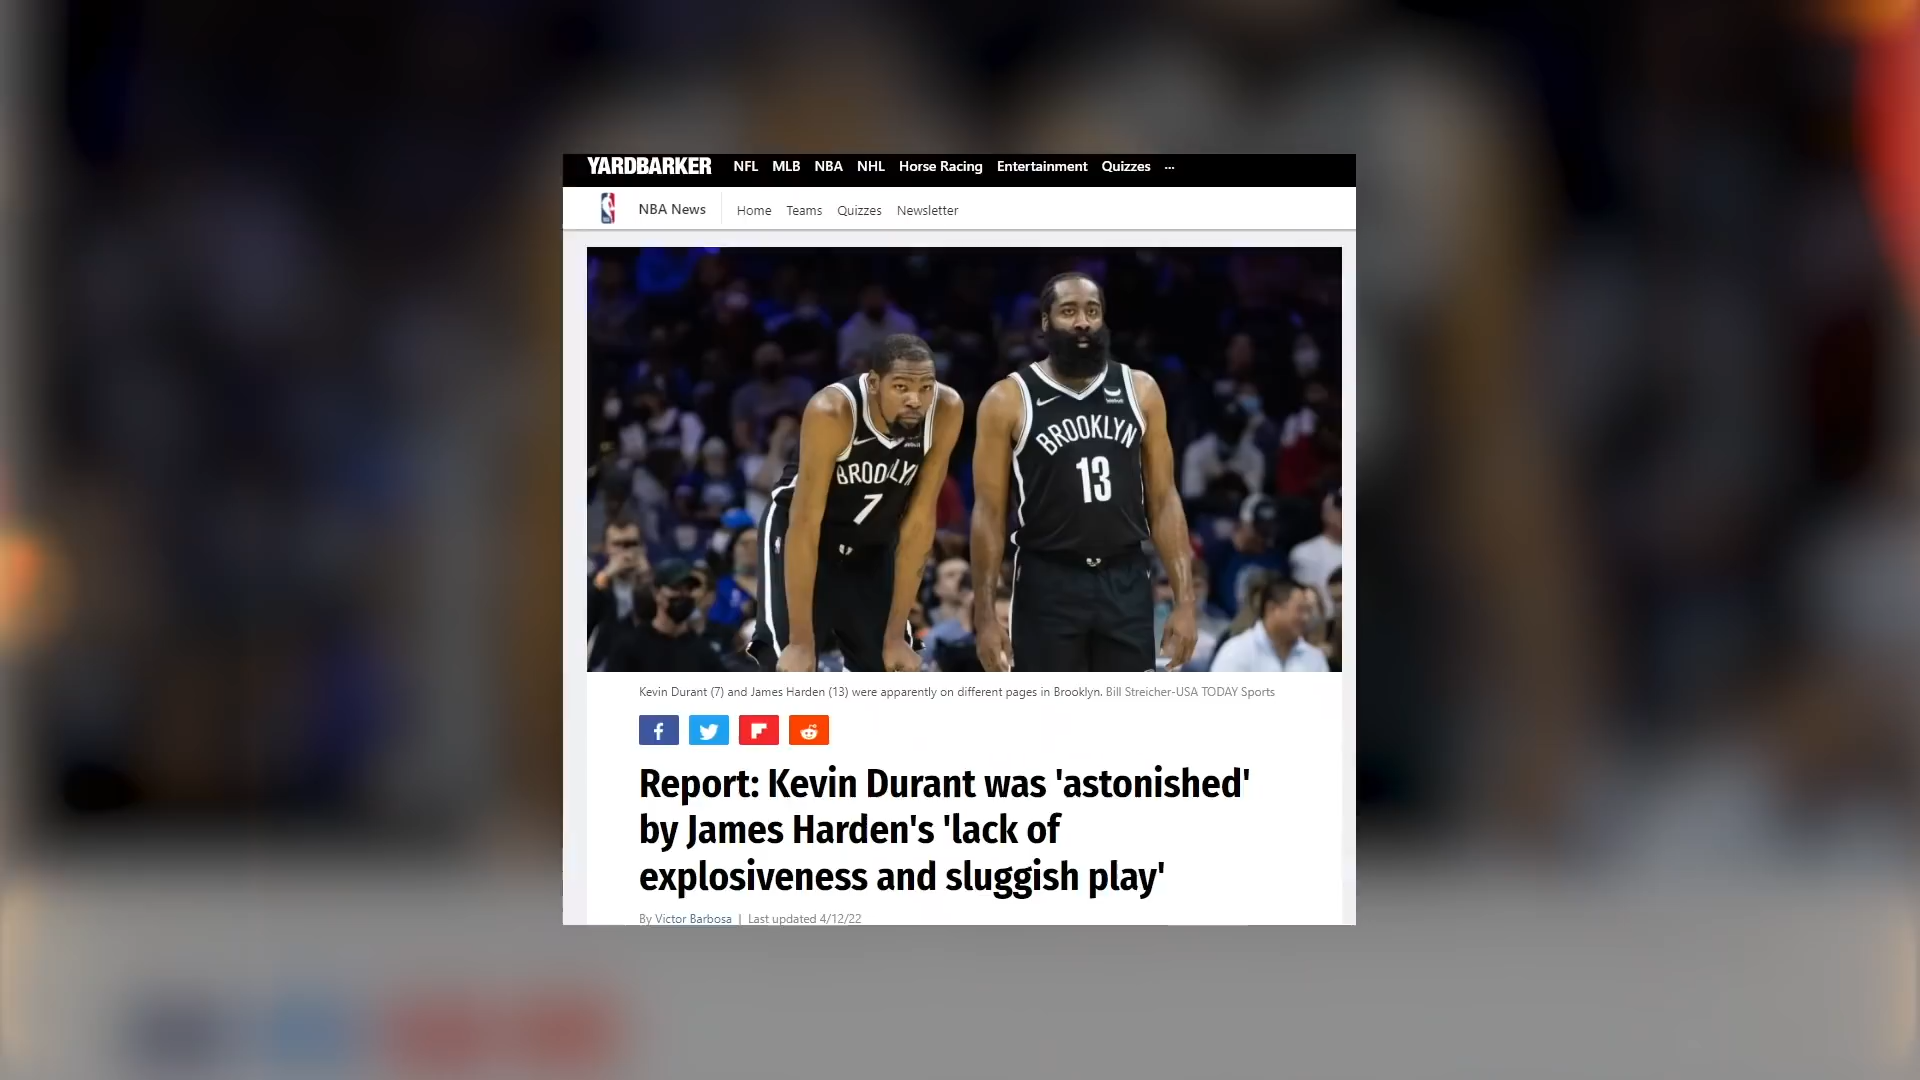 YARDBARKER NFL MLB NBA NHL Horse Racing Entertainment Quizzes ...
NBA News Home Teams Quizzes Newsletter
BROOKLYN
7
BROOKLYN
13
Kevin Durant (7) and James Harden (13) were apparently on different pages in Brooklyn. Bill Streicher-USA TODAY Sports
Report: Kevin Durant was 'astonished'
by James Harden's 'lack of
explosiveness and sluggish play'
By Victor Barbosa | Last updated 4/12/22